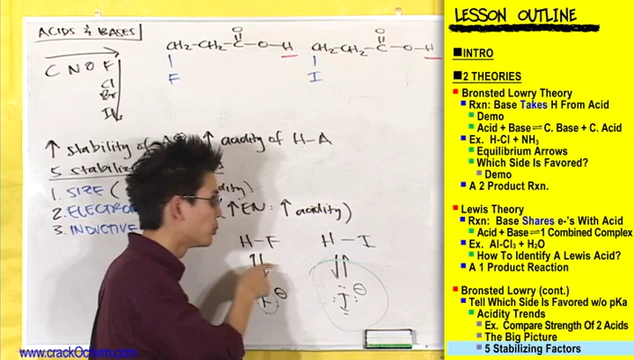 ACIDS & BASES
C N O F
Cl
Br
I
O
CH2-CH2-C-O-H
F
O
CH2-CH2-C-O-H
I
↑ stability of A⊖ ↑ acidity of H-A
5
1. SIZE (
2. (↑EN = ↑ acidity)
3. INDUCTIVE
H-F
H-I
I ⊖
www.crackOchem.com
LESSON OUTLINE
INTRO
2 THEORIES
Bronsted Lowry Theory
Rxn: Base Takes H From Acid
Demo
Acid + Base ⇌ C. Base + C. Acid
Ex. H-Cl + NH3
Equilibrium Arrows
Which Side Is Favored?
Demo
A 2 Product Rxn.
Lewis Theory
Rxn: Base Shares e-'s With Acid
Acid + Base ⇌ 1 Combined Complex
Ex. Al-Cl3 + H2O
How To Identify A Lewis Acid?
A 1 Product Reaction
Bronsted Lowry (cont.)
Tell Which Side Is Favored w/o pKa
Acidity Trends
Ex. Compare Strength Of 2 Acids
The Big Picture
5 Stabilizing Factors